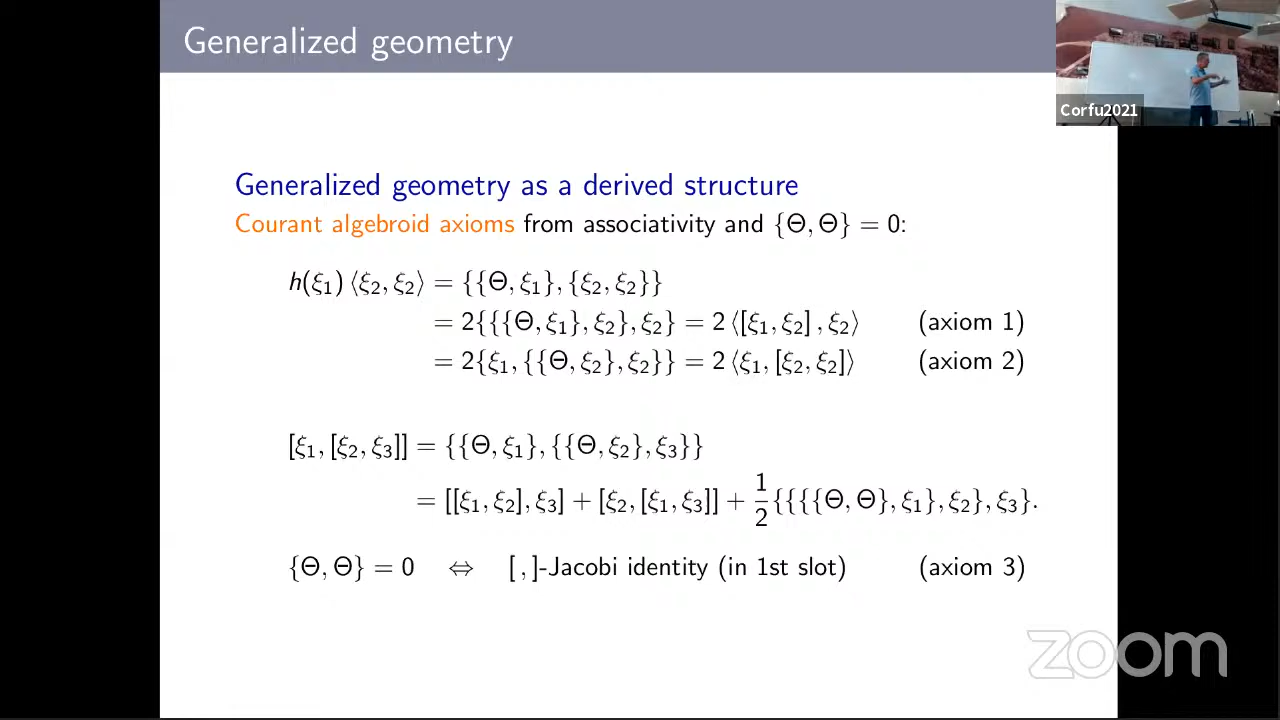 Generalized geometry
Corfu2021
Generalized geometry as a derived structure
Courant algebroid axioms from associativity and {Θ, Θ} = 0:
h(ξ₁) ⟨ξ₂, ξ₂⟩ = {{Θ, ξ₁}, {ξ₂, ξ₂}}
= 2{{{Θ, ξ₁}, ξ₂}, ξ₂} = 2 ⟨[ξ₁, ξ₂] , ξ₂⟩ (axiom 1)
= 2{ξ₁, {{Θ, ξ₂}, ξ₂}} = 2 ⟨ξ₁, [ξ₂, ξ₂]⟩ (axiom 2)
[ξ₁, [ξ₂, ξ₃]] = {{Θ, ξ₁}, {{Θ, ξ₂}, ξ₃}}
= [[ξ₁, ξ₂], ξ₃] + [ξ₂, [ξ₁, ξ₃]] + 1/2 {{{{Θ, Θ}, ξ₁}, ξ₂}, ξ₃}.
{Θ, Θ} = 0 ⇔ [ , ]-Jacobi identity (in 1st slot) (axiom 3)
zoom